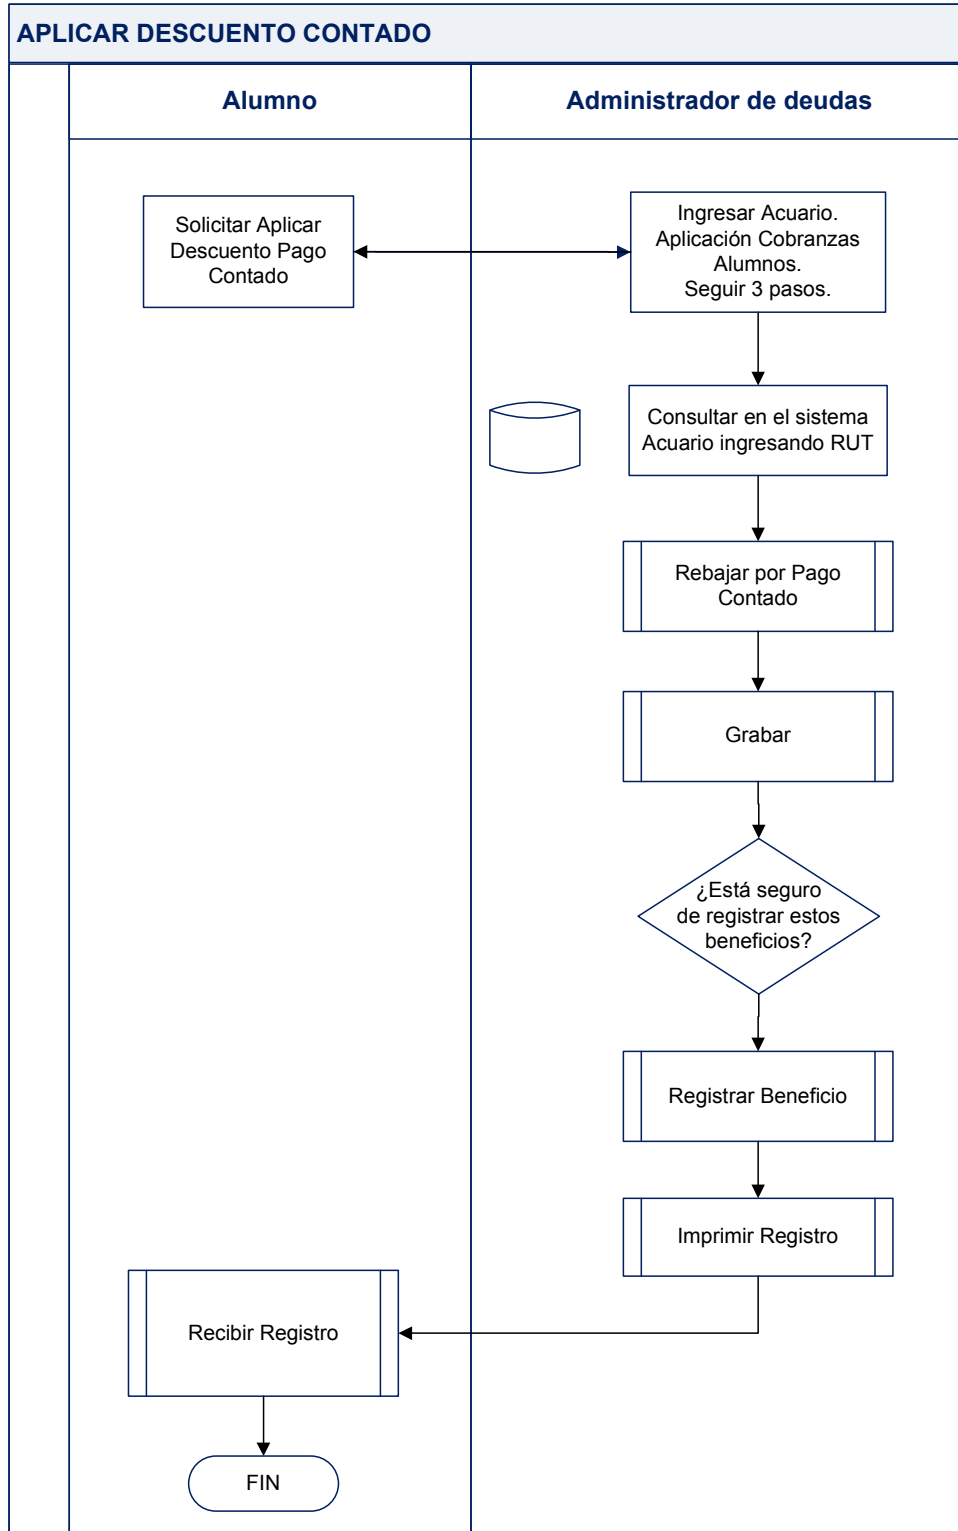 APLICAR DESCUENTO CONTADO
Alumno
Administrador de deudas
Solicitar Aplicar
Descuento Pago
Contado
Ingresar Acuario.
Aplicación Cobranzas
Alumnos.
Seguir 3 pasos.
Consultar en el sistema
Acuario ingresando RUT
Rebajar por Pago
Contado
Grabar
¿Está seguro
de registrar estos
beneficios?
Registrar Beneficio
Imprimir Registro
Recibir Registro
FIN